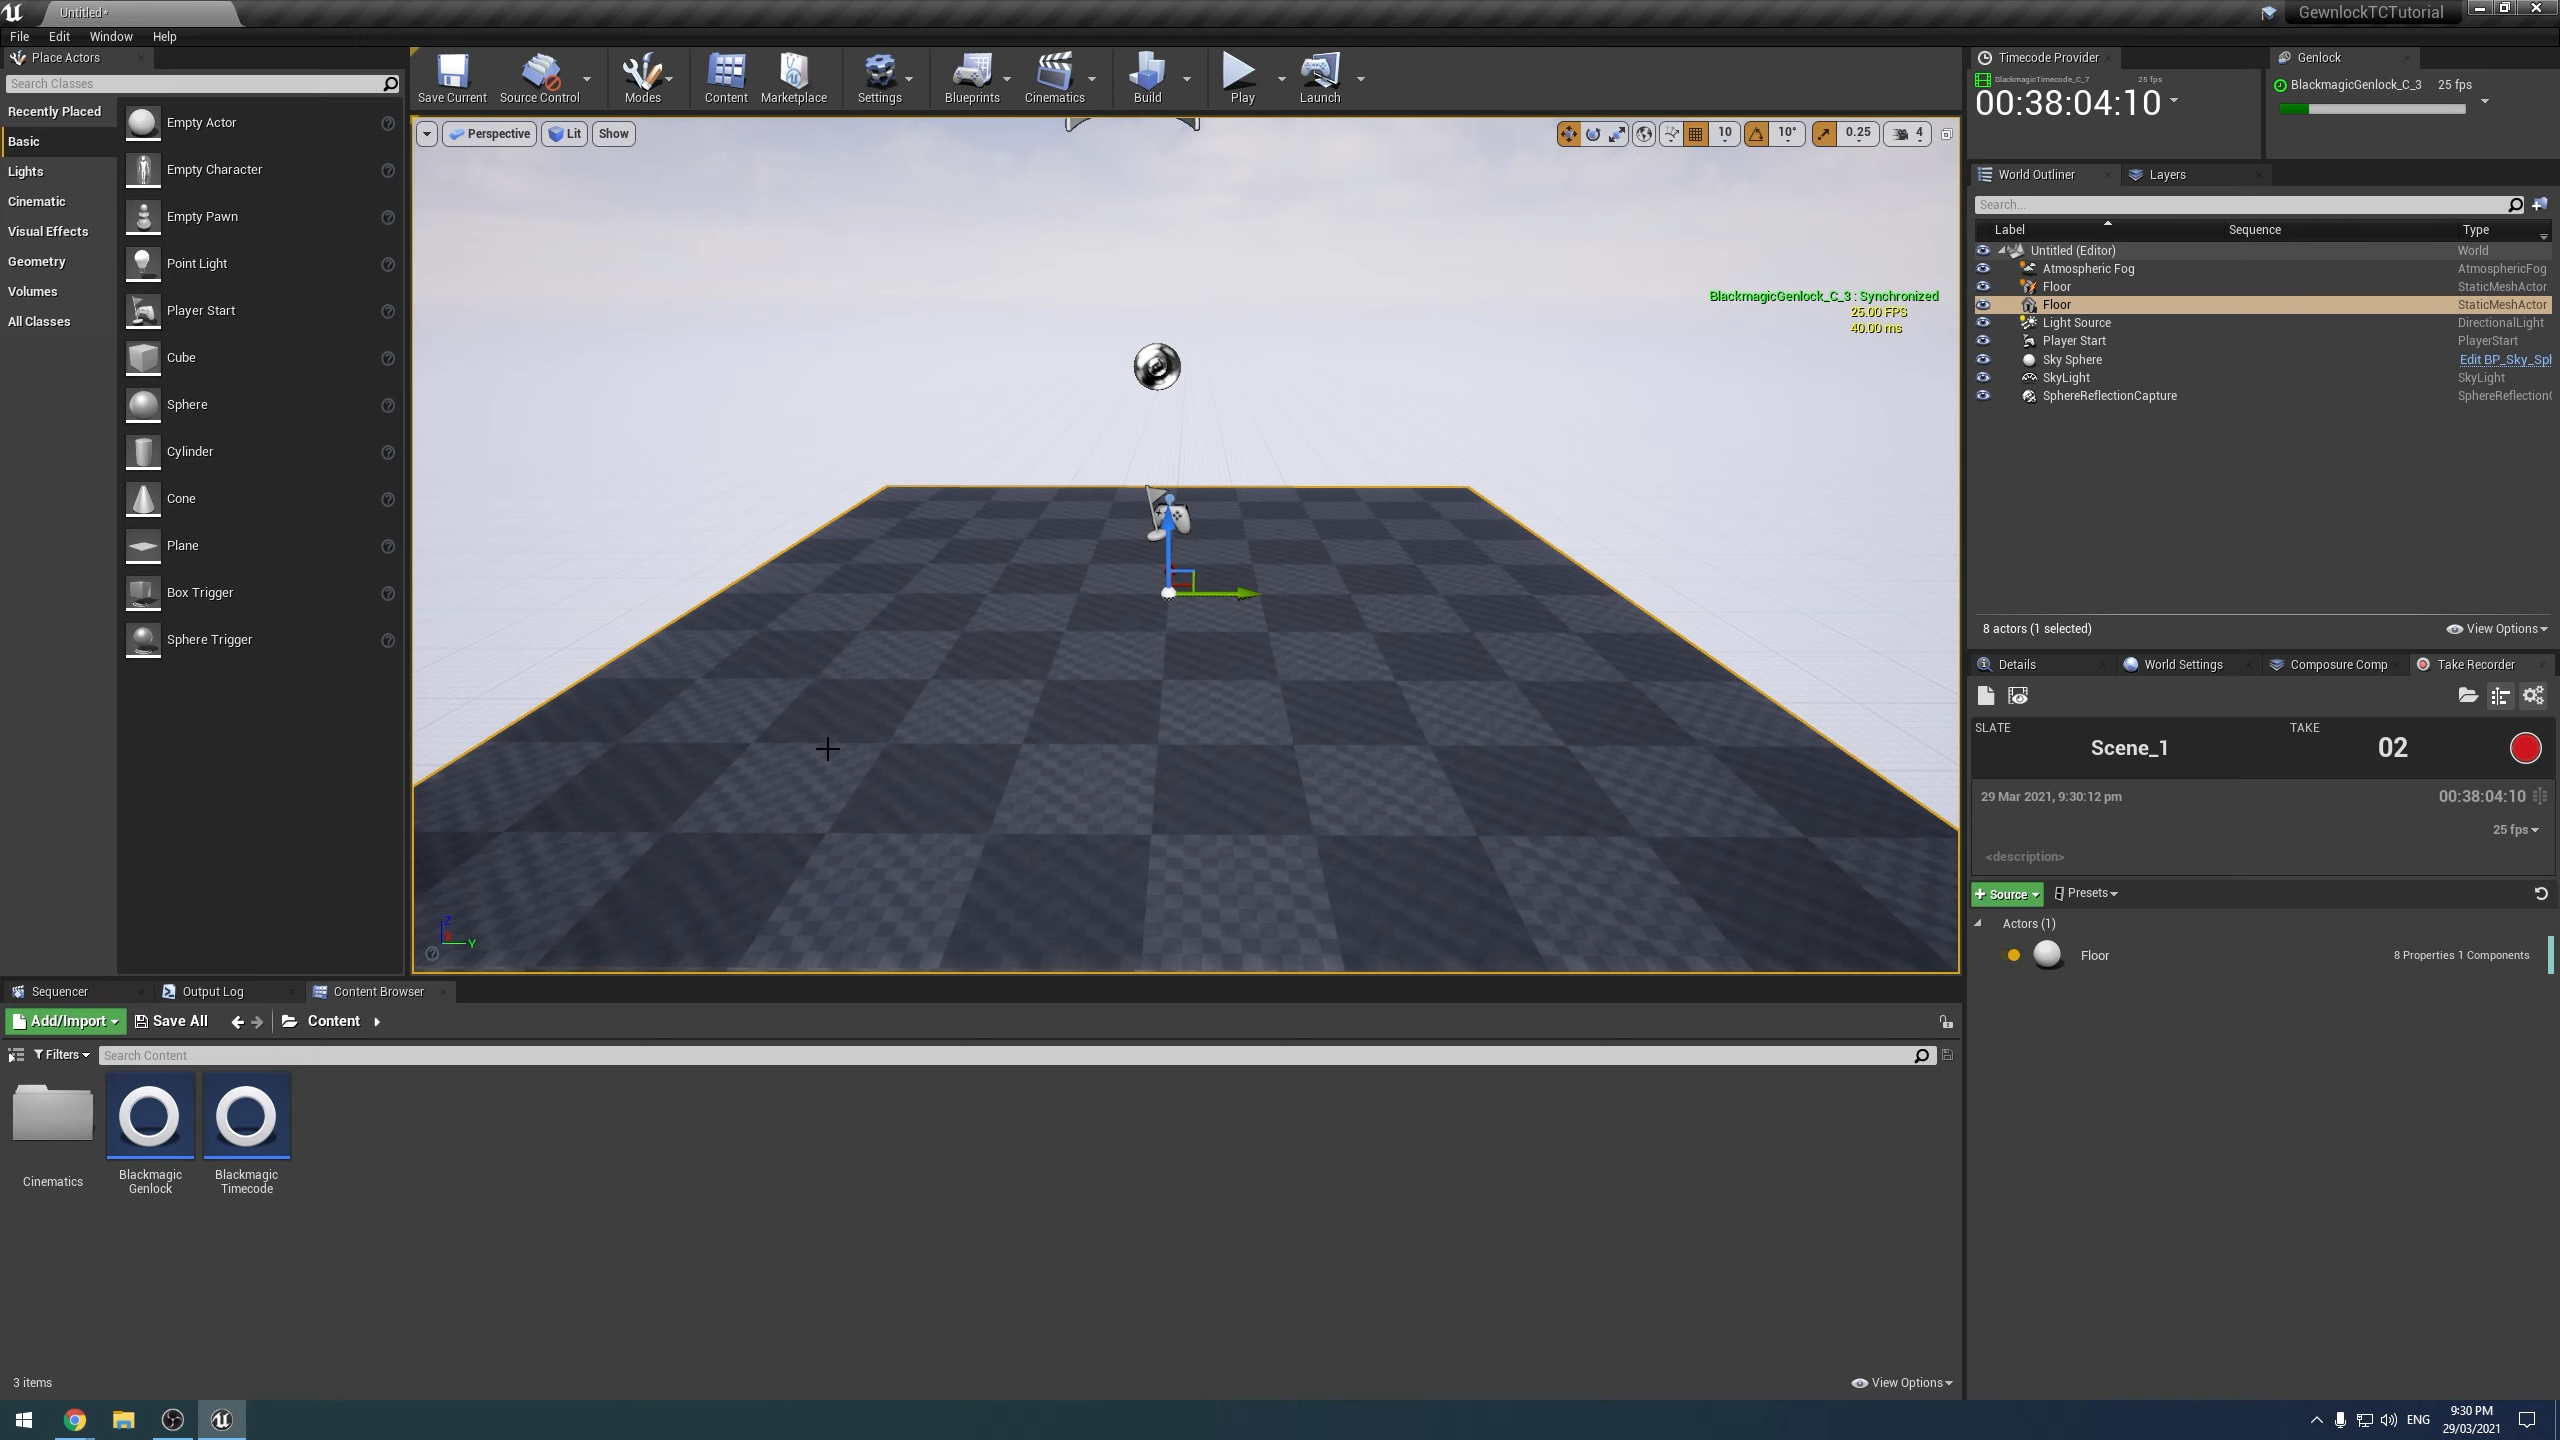 Untitled*
GewnlockTCTutorial
File Edit Window Help
Place Actors
Search Classes
Recently Placed
Basic
Lights
Cinematic
Visual Effects
Geometry
Volumes
All Classes
Empty Actor
Empty Character
Empty Pawn
Point Light
Player Start
Cube
Sphere
Cylinder
Cone
Plane
Box Trigger
Sphere Trigger
Save Current Source Control Modes Content Marketplace Settings Blueprints Cinematics Build Play Launch
Perspective Lit Show
10 10° 0.25 4
BlackmagicGenlock_C_3 : Synchronized
25.00 FPS
40.00 ms
Z
Y
Timecode Provider
BlackmagicTimecode_C_7 25 fps
00:38:04:10
Genlock
BlackmagicGenlock_C_3 25 fps
World Outliner Layers
Search...
Label Sequence Type
Untitled (Editor) World
Atmospheric Fog AtmosphericFog
Floor StaticMeshActor
Floor StaticMeshActor
Light Source DirectionalLight
Player Start PlayerStart
Sky Sphere Edit BP_Sky_Sph
SkyLight SkyLight
SphereReflectionCapture SphereReflection
8 actors (1 selected) View Options
Details World Settings Composure Comp Take Recorder
SLATE TAKE
Scene_1 02
29 Mar 2021, 9:30:12 pm 00:38:04:10
25 fps
<description>
+ Source Presets
Actors (1)
Floor 8 Properties 1 Components
Sequencer Output Log Content Browser
Add/Import Save All Content
Filters Search Content
Cinematics
Blackmagic
Genlock
Blackmagic
Timecode
3 items View Options
ENG
9:30 PM
29/03/2021